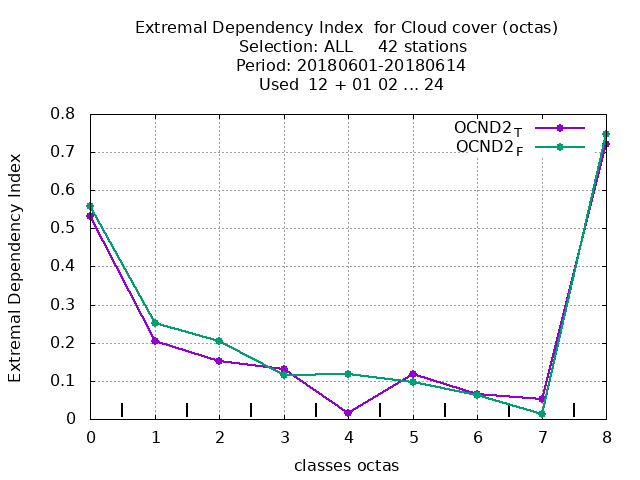 Extremal Dependency Index  for Cloud cover (octas)
Selection: ALL     42 stations
Period: 20180601-20180614
Used  12 + 01 02 ... 24
OCND2_T
OCND2_F
Extremal Dependency Index
0.8
0.7
0.6
0.5
0.4
0.3
0.2
0.1
0
0 1 2 3 4 5 6 7 8
classes octas